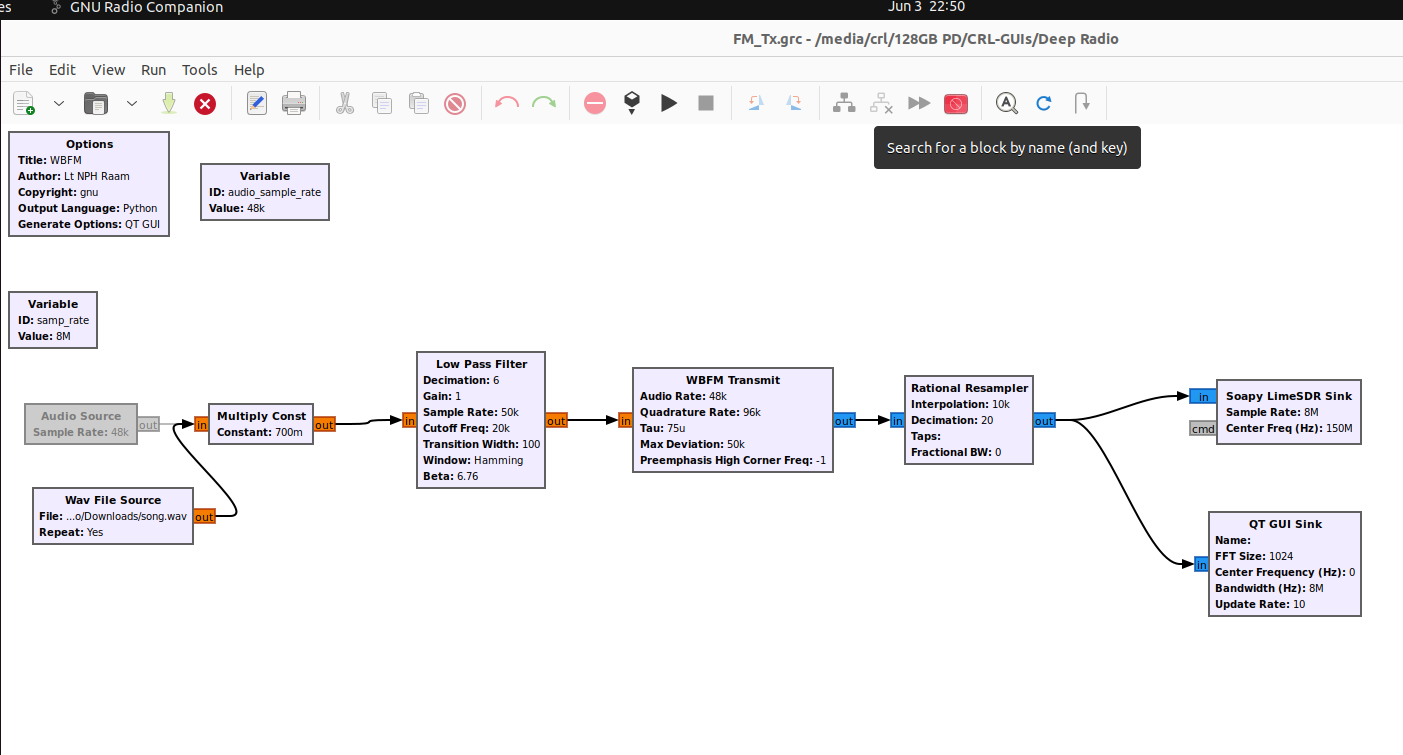 es GNU Radio Companion Jun 3 22:50
FM_Tx.grc - /media/crl/128GB PD/CRL-GUIs/Deep Radio
File Edit View Run Tools Help
Search for a block by name (and key)
Options
Title: WBFM
Author: Lt NPH Raam
Copyright: gnu
Output Language: Python
Generate Options: QT GUI
Variable
ID: audio_sample_rate
Value: 48k
Variable
ID: samp_rate
Value: 8M
Audio Source
Sample Rate: 48k
out
Wav File Source
File: ...o/Downloads/song.wav
Repeat: Yes
out
in
Multiply Const
Constant: 700m
out
in
Low Pass Filter
Decimation: 6
Gain: 1
Sample Rate: 50k
Cutoff Freq: 20k
Transition Width: 100
Window: Hamming
Beta: 6.76
out
in
WBFM Transmit
Audio Rate: 48k
Quadrature Rate: 96k
Tau: 75u
Max Deviation: 50k
Preemphasis High Corner Freq: -1
out
in
Rational Resampler
Interpolation: 10k
Decimation: 20
Taps:
Fractional BW: 0
out
in
cmd
Soapy LimeSDR Sink
Sample Rate: 8M
Center Freq (Hz): 150M
in
QT GUI Sink
Name:
FFT Size: 1024
Center Frequency (Hz): 0
Bandwidth (Hz): 8M
Update Rate: 10